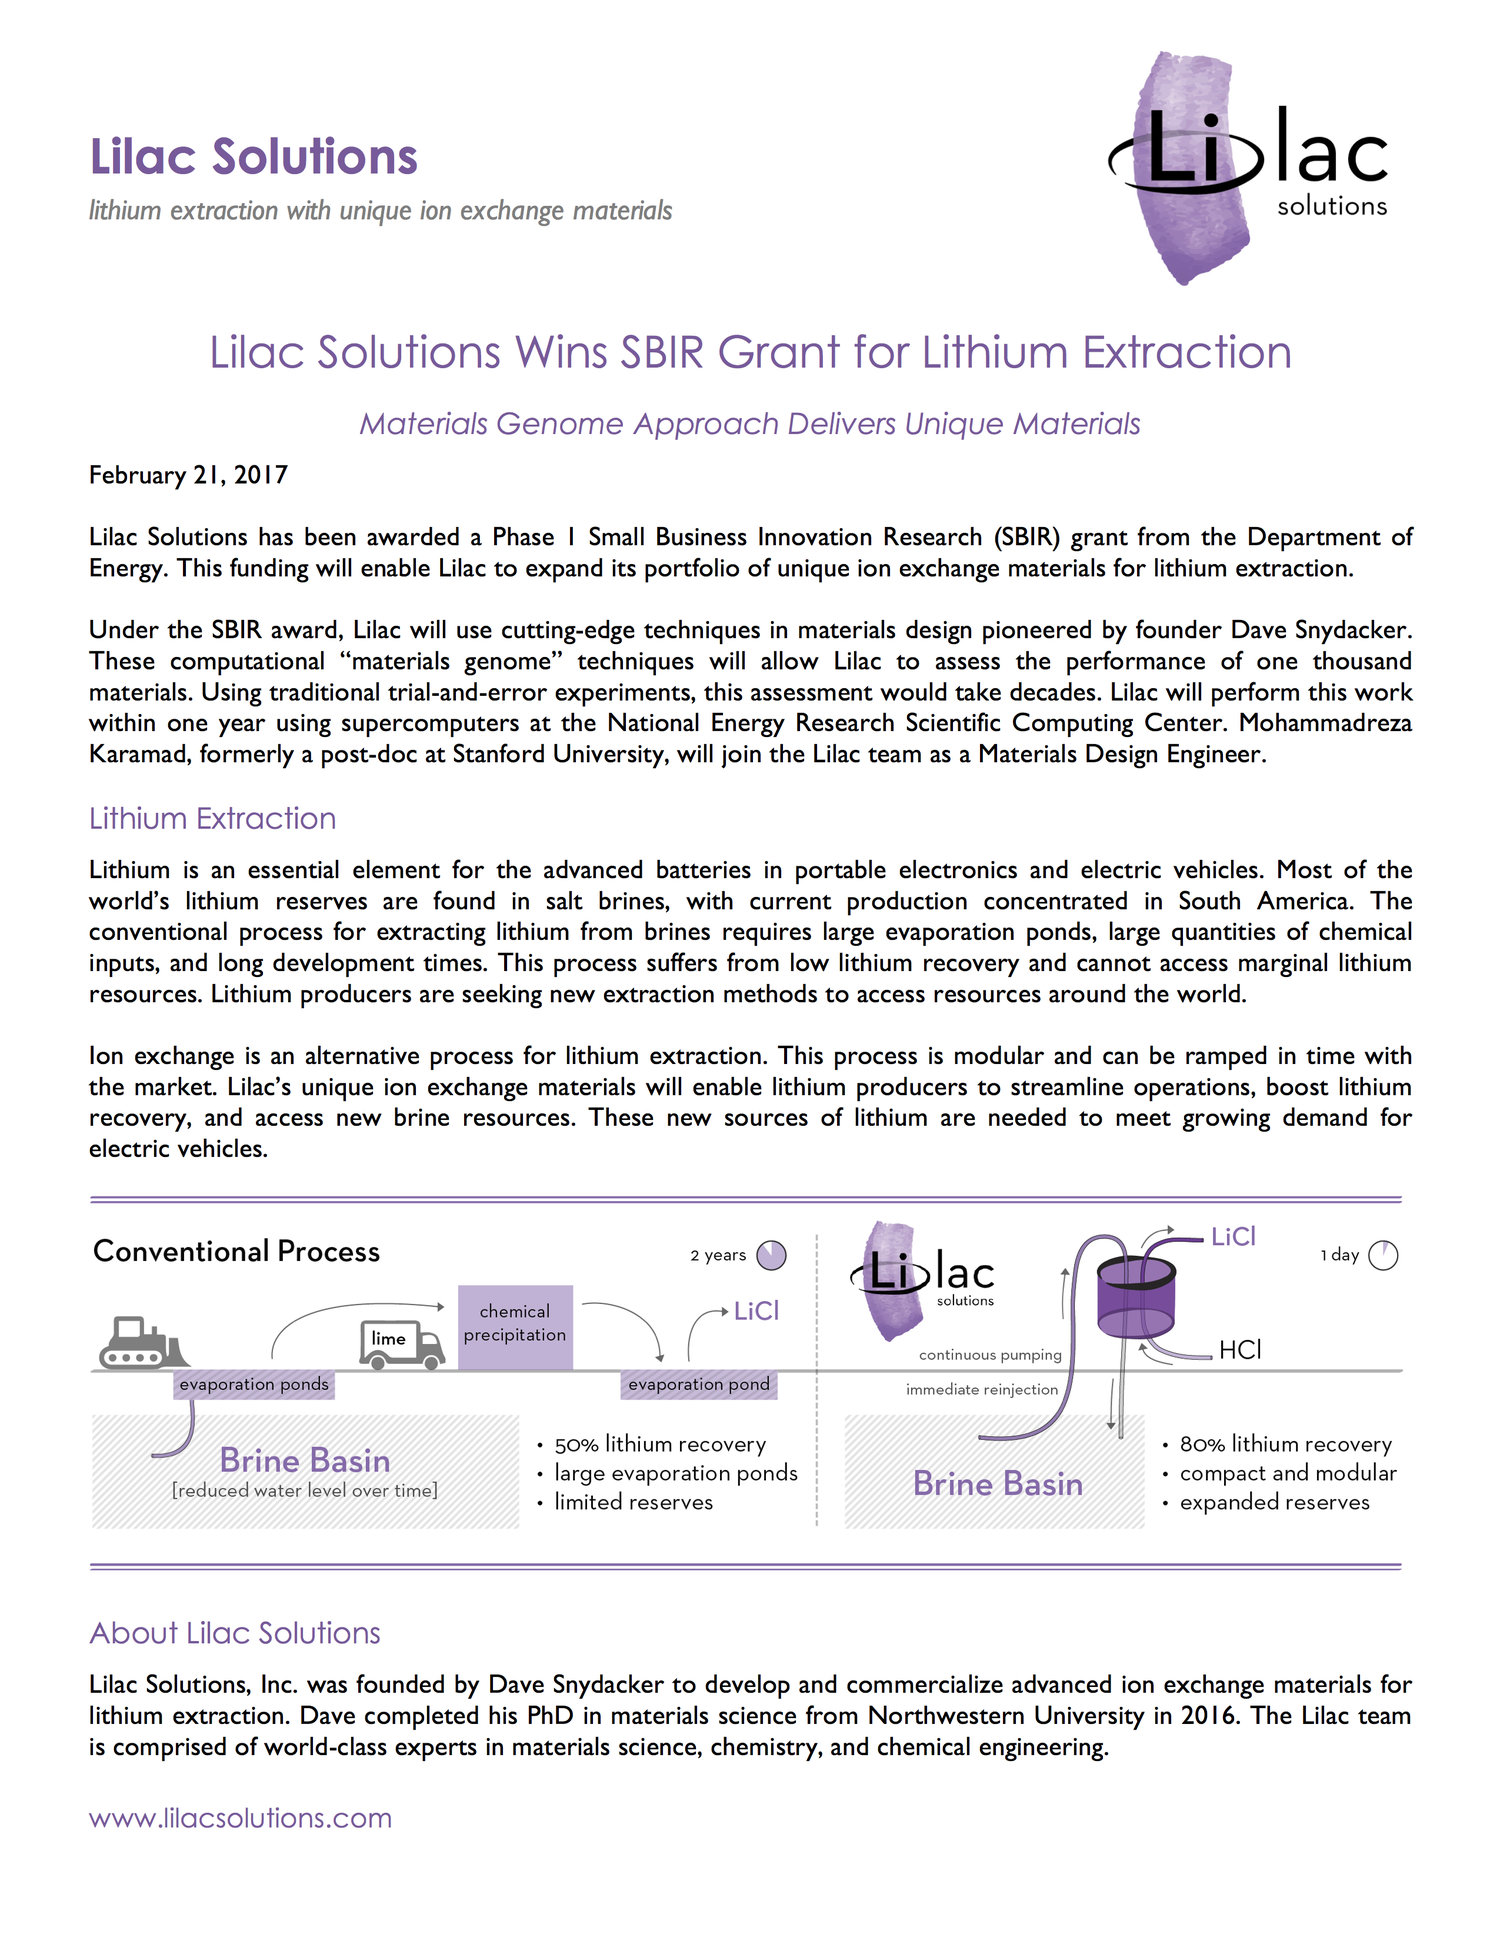 Lilac Solutions
lithium extraction with unique ion exchange materials
Lilac
solutions
Lilac Solutions Wins SBIR Grant for Lithium Extraction
Materials Genome Approach Delivers Unique Materials
February 21, 2017
Lilac Solutions has been awarded a Phase I Small Business Innovation Research (SBIR) grant from the Department of
Energy. This funding will enable Lilac to expand its portfolio of unique ion exchange materials for lithium extraction.
Under the SBIR award, Lilac will use cutting-edge techniques in materials design pioneered by founder Dave Snydacker.
These computational “materials genome” techniques will allow Lilac to assess the performance of one thousand
materials. Using traditional trial-and-error experiments, this assessment would take decades. Lilac will perform this work
within one year using supercomputers at the National Energy Research Scientific Computing Center. Mohammadreza
Karamad, formerly a post-doc at Stanford University, will join the Lilac team as a Materials Design Engineer.
Lithium Extraction
Lithium is an essential element for the advanced batteries in portable electronics and electric vehicles. Most of the
world’s lithium reserves are found in salt brines, with current production concentrated in South America. The
conventional process for extracting lithium from brines requires large evaporation ponds, large quantities of chemical
inputs, and long development times. This process suffers from low lithium recovery and cannot access marginal lithium
resources. Lithium producers are seeking new extraction methods to access resources around the world.
Ion exchange is an alternative process for lithium extraction. This process is modular and can be ramped in time with
the market. Lilac’s unique ion exchange materials will enable lithium producers to streamline operations, boost lithium
recovery, and access new brine resources. These new sources of lithium are needed to meet growing demand for
electric vehicles.
Conventional Process
2 years
chemical
precipitation
lime
LiCl
evaporation ponds
evaporation pond
Brine Basin
[reduced water level over time]
• 50% lithium recovery
• large evaporation ponds
• limited reserves
Lilac
solutions
LiCl
1 day
HCl
continuous pumping
immediate reinjection
Brine Basin
• 80% lithium recovery
• compact and modular
• expanded reserves
About Lilac Solutions
Lilac Solutions, Inc. was founded by Dave Snydacker to develop and commercialize advanced ion exchange materials for
lithium extraction. Dave completed his PhD in materials science from Northwestern University in 2016. The Lilac team
is comprised of world-class experts in materials science, chemistry, and chemical engineering.
www.lilacsolutions.com